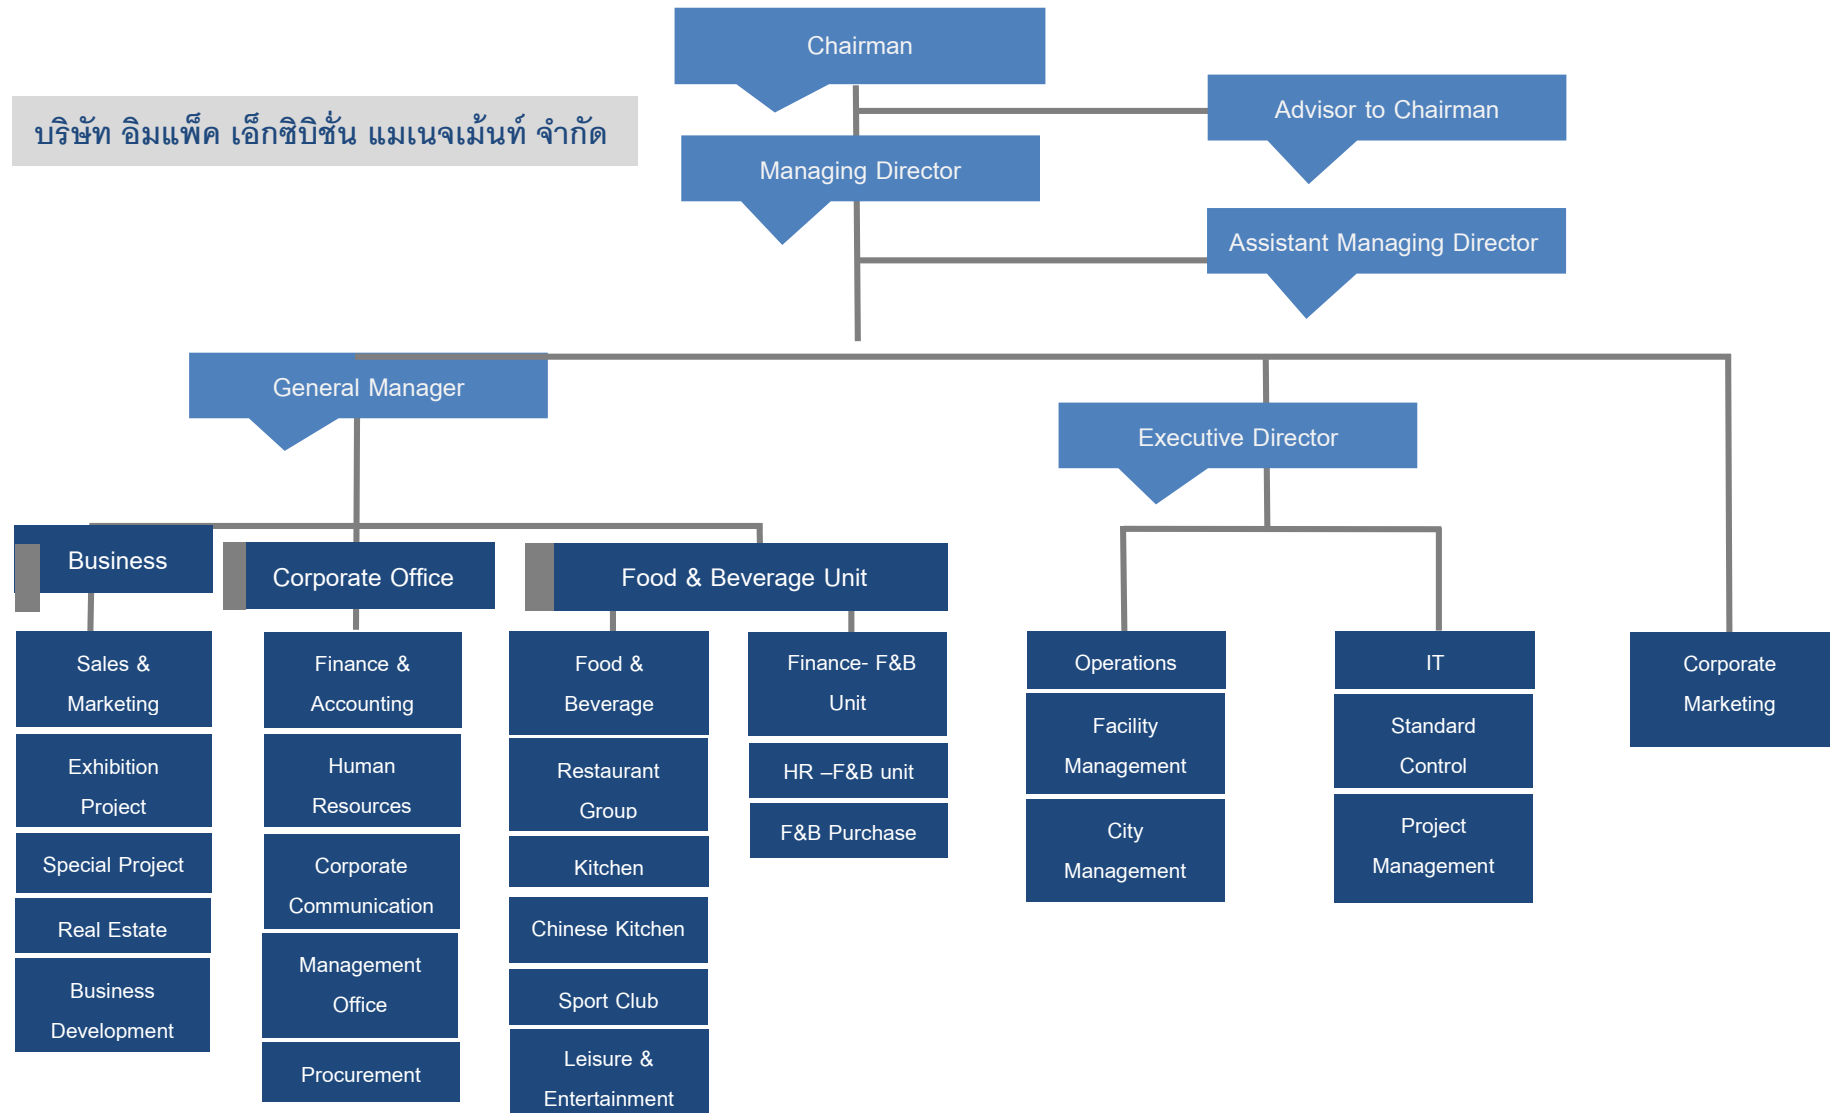 Chairman
บริษัท อิมแพ็ค เอ็กซิบิชั่น แมเนจเม้นท์ จำกัด
Advisor to Chairman
Managing Director
Assistant Managing Director
General Manager
Executive Director
Business
Corporate Office
Food & Beverage Unit
Sales &
Marketing
Exhibition
Project
Special Project
Real Estate
Business
Development
Finance &
Accounting
Human
Resources
Corporate
Communication
Management
Office
Procurement
Food &
Beverage
Restaurant
Group
Kitchen
Chinese Kitchen
Sport Club
Leisure &
Entertainment
Finance- F&B
Unit
HR –F&B unit
F&B Purchase
Operations
Facility
Management
City
Management
IT
Standard
Control
Project
Management
Corporate
Marketing